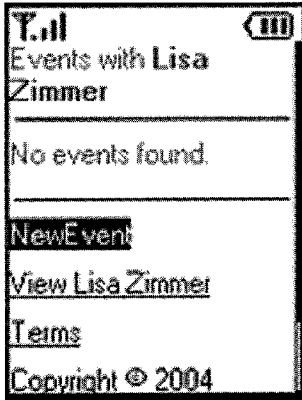 Events with Lisa
Zimmer
No events found.
NewEvent
View Lisa Zimmer
Terms
Copyright © 2004